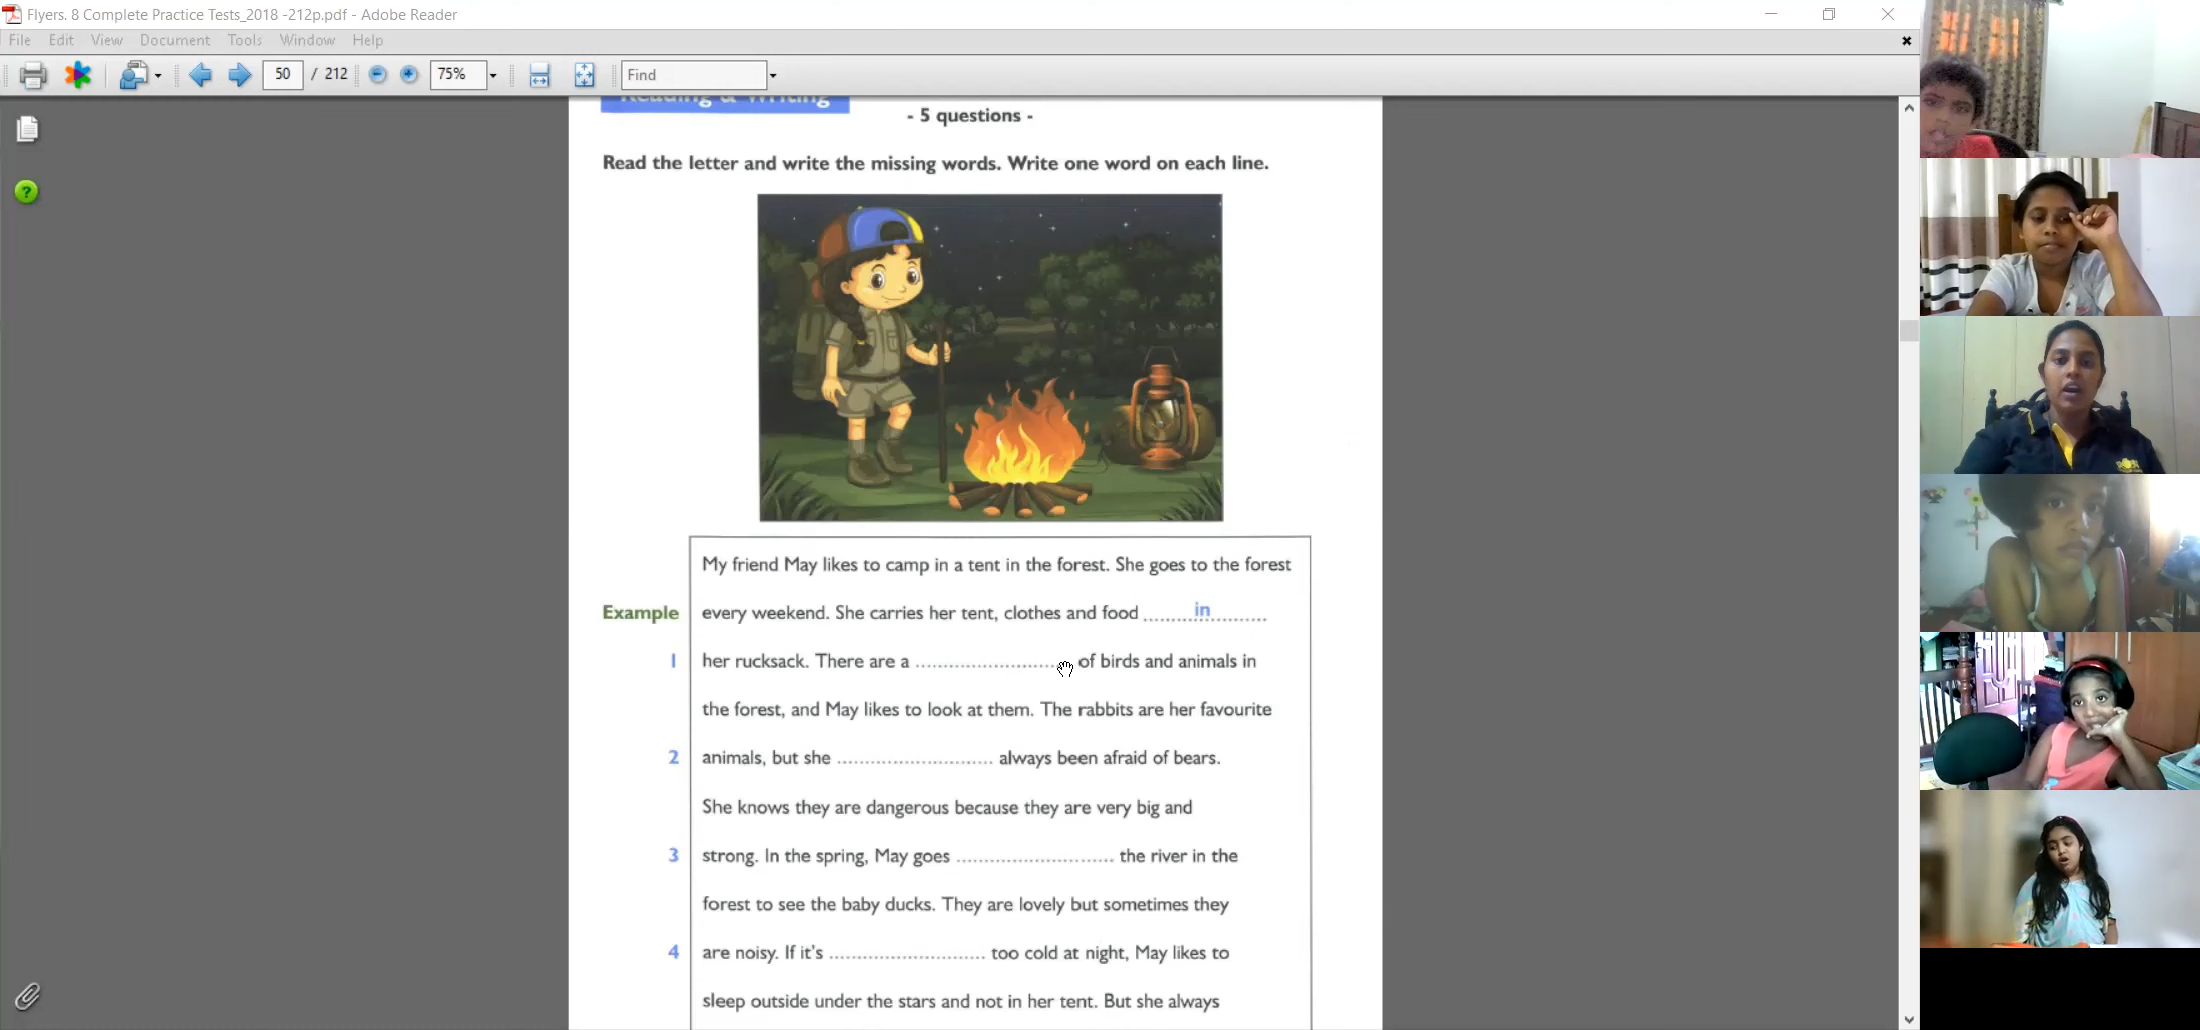 Flyers. 8 Complete Practice Tests_2018 -212p.pdf - Adobe Reader
File Edit View Document Tools Window Help
50 / 212 75% Find
Reading & Writing
- 5 questions -
Read the letter and write the missing words. Write one word on each line.
My friend May likes to camp in a tent in the forest. She goes to the forest
Example every weekend. She carries her tent, clothes and food ........in........
1 her rucksack. There are a ........................ of birds and animals in
the forest, and May likes to look at them. The rabbits are her favourite
2 animals, but she ............................ always been afraid of bears.
She knows they are dangerous because they are very big and
3 strong. In the spring, May goes ............................ the river in the
forest to see the baby ducks. They are lovely but sometimes they
4 are noisy. If it's ............................ too cold at night, May likes to
sleep outside under the stars and not in her tent. But she always